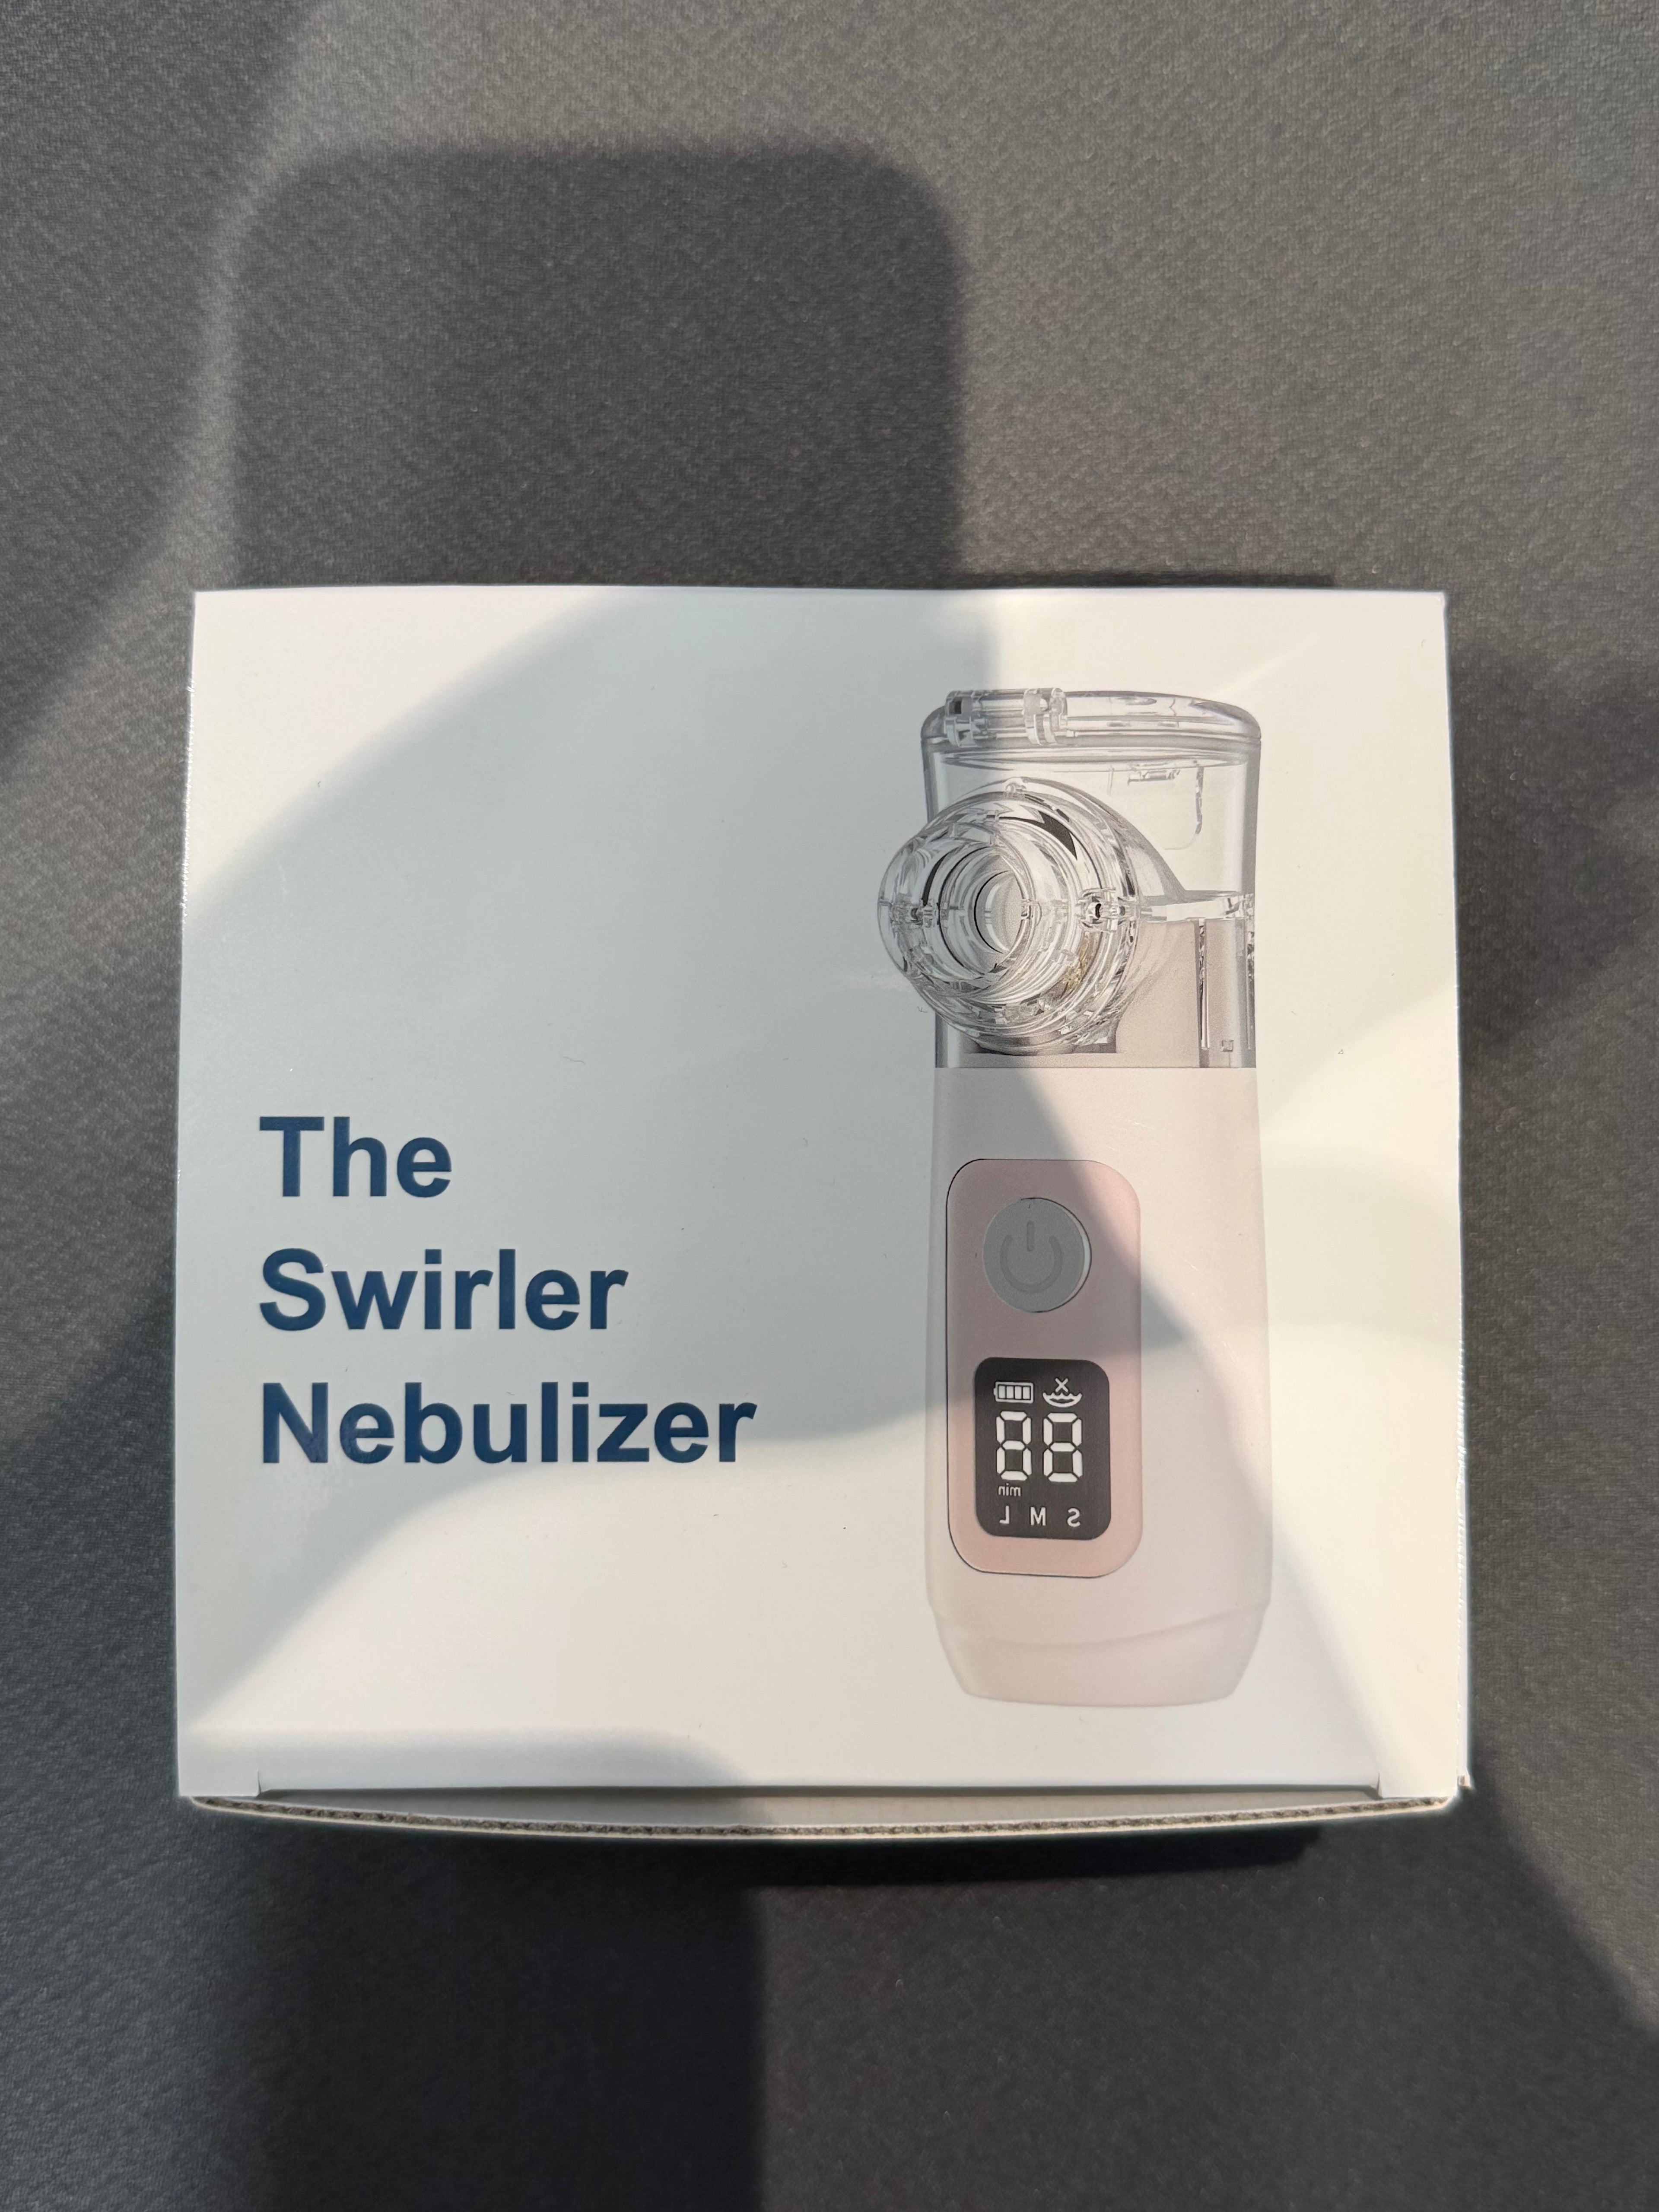 The
Swirler
Nebulizer
88
min
L M S